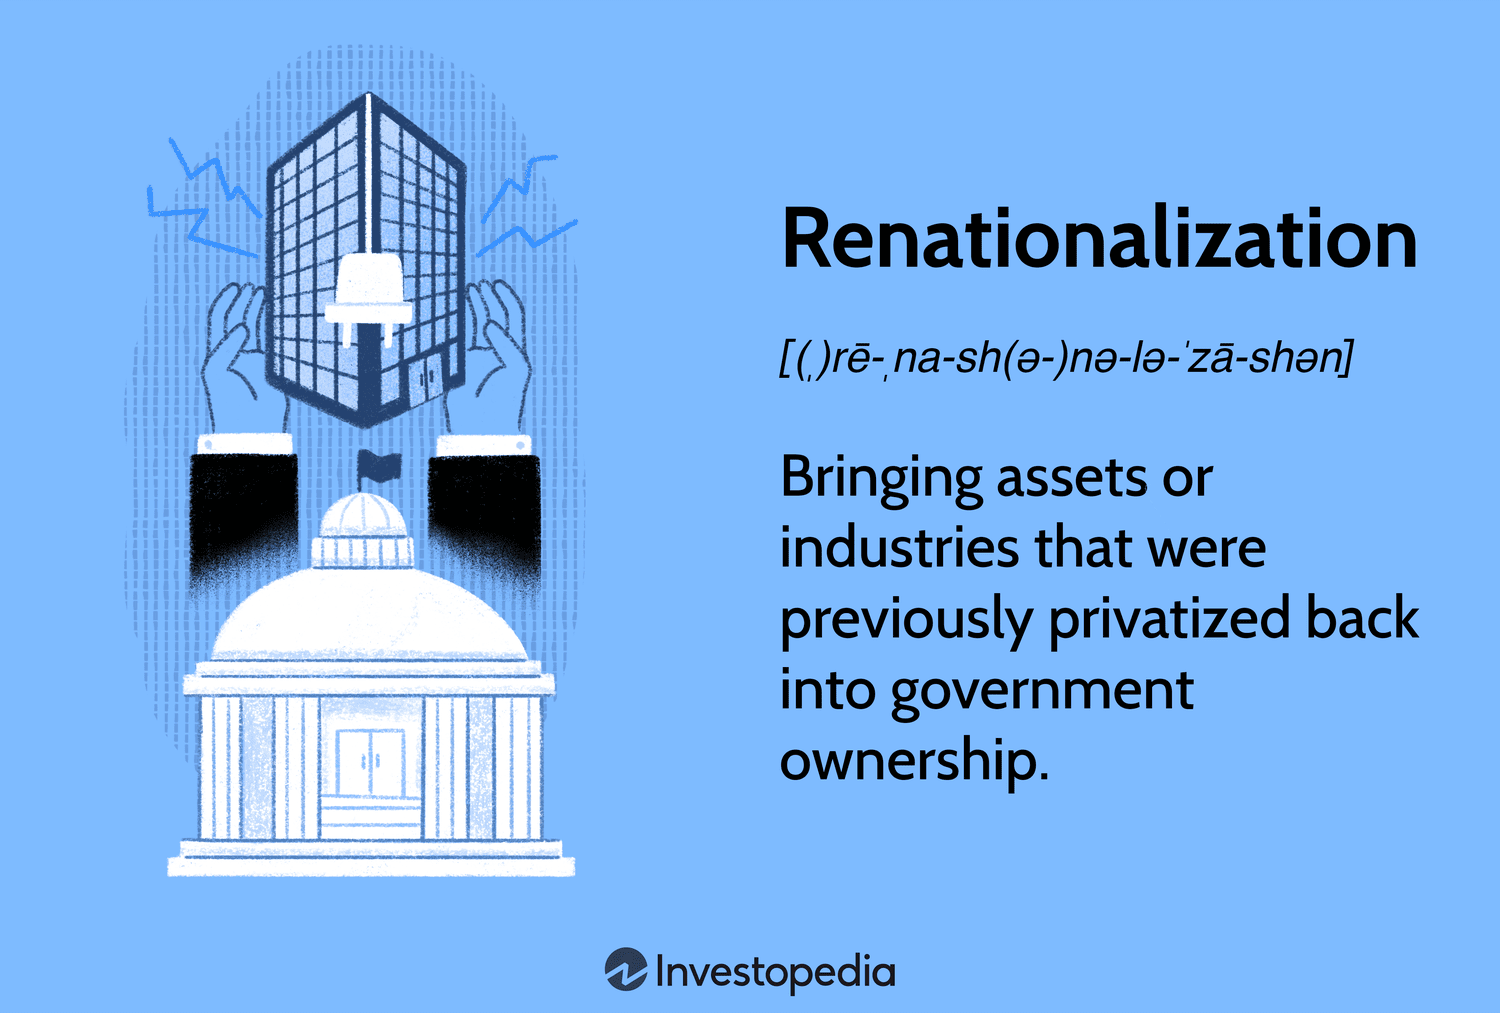 Renationalization
[(ˌ)rē-ˌna-sh(ə-)nə-lə-ˈzā-shən]
Bringing assets or
industries that were
previously privatized back
into government
ownership.
Investopedia